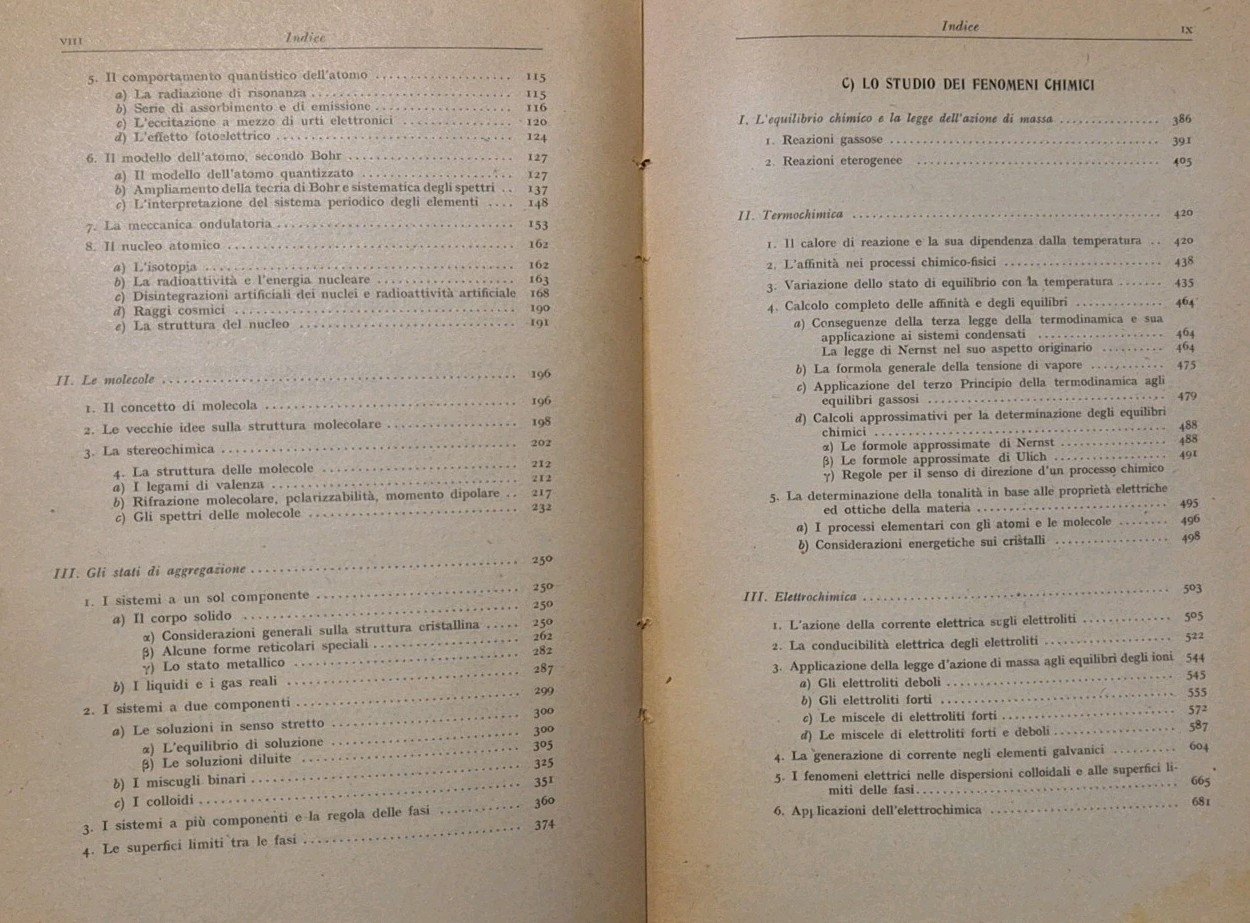 VIII Indice
5. Il comportamento quantistico dell'atomo .................... 115
a) La radiazione di risonanza .............................. 115
b) Serie di assorbimento e di emissione .................... 116
c) L'eccitazione a mezzo di urti elettronici ................ 120
d) L'effetto fotoelettrico ................................. 124
6. Il modello dell'atomo, secondo Bohr ....................... 127
a) Il modello dell'atomo quantizzato ....................... 127
b) Ampliamento della teoria di Bohr e sistematica degli spettri .. 137
c) L'interpretazione del sistema periodico degli elementi .... 148
7. La meccanica ondulatoria ................................. 153
8. Il nucleo atomico ........................................ 162
a) L'isotopia .............................................. 162
b) La radioattività e l'energia nucleare ................... 163
c) Disintegrazioni artificiali dei nuclei e radioattività artificiale 168
d) Raggi cosmici ........................................... 190
e) La struttura del nucleo ................................. 191
II. Le molecole ............................................. 196
1. Il concetto di molecola .................................. 196
2. Le vecchie idee sulla struttura molecolare ............... 198
3. La stereochimica ......................................... 202
4. La struttura delle molecole .............................. 212
a) I legami di valenza ..................................... 212
b) Rifrazione molecolare, polarizzabilità, momento dipolare .. 217
c) Gli spettri delle molecole .............................. 232
III. Gli stati di aggregazione .............................. 250
1. I sistemi a un sol componente ............................ 250
a) Il corpo solido ......................................... 250
α) Considerazioni generali sulla struttura cristallina ..... 250
β) Alcune forme reticolari speciali ........................ 262
γ) Lo stato metallico ...................................... 282
b) I liquidi e i gas reali ................................. 287
2. I sistemi a due componenti ............................... 299
a) Le soluzioni in senso stretto ........................... 300
α) L'equilibrio di soluzione ............................... 300
β) Le soluzioni diluite .................................... 305
b) I miscugli binari ....................................... 325
c) I colloidi .............................................. 351
3. I sistemi a più componenti e la regola delle fasi ........ 360
4. Le superfici limiti tra le fasi .......................... 374
Indice IX
C) LO STUDIO DEI FENOMENI CHIMICI
I. L'equilibrio chimico e la legge dell'azione di massa .............. 386
1. Reazioni gassose ......................................... 391
2. Reazioni eterogenee ...................................... 405
II. Termochimica ............................................ 420
1. Il calore di reazione e la sua dipendenza dalla temperatura .. 420
2. L'affinità nei processi chimico-fisici ................... 438
3. Variazione dello stato di equilibrio con la temperatura ....... 435
4. Calcolo completo delle affinità e degli equilibri ............. 464
a) Conseguenze della terza legge della termodinamica e sua
applicazione ai sistemi condensati ......................... 464
La legge di Nernst nel suo aspetto originario .......... 464
b) La formola generale della tensione di vapore ............ 475
c) Applicazione del terzo Principio della termodinamica agli
equilibri gassosi .......................................... 479
d) Calcoli approssimativi per la determinazione degli equilibri
chimici .................................................... 488
α) Le formole approssimate di Nernst ....................... 488
β) Le formole approssimate di Ulich ........................ 491
γ) Regole per il senso di direzione d'un processo chimico
5. La determinazione della tonalità in base alle proprietà elettriche
ed ottiche della materia ................................... 495
a) I processi elementari con gli atomi e le molecole ........ 496
b) Considerazioni energetiche sui cristalli ................ 498
III. Elettrochimica ......................................... 503
1. L'azione della corrente elettrica sugli elettroliti ........... 505
2. La conducibilità elettrica degli elettroliti ................. 522
3. Applicazione della legge d'azione di massa agli equilibri degli ioni 544
a) Gli elettroliti deboli .................................. 545
b) Gli elettroliti forti ................................... 555
c) Le miscele di elettroliti forti ......................... 572
d) Le miscele di elettroliti forti e deboli ................ 587
4. La generazione di corrente negli elementi galvanici .......... 604
5. I fenomeni elettrici nelle dispersioni colloidali e alle superfici li-
miti delle fasi............................................. 665
6. Applicazioni dell'elettrochimica ......................... 681